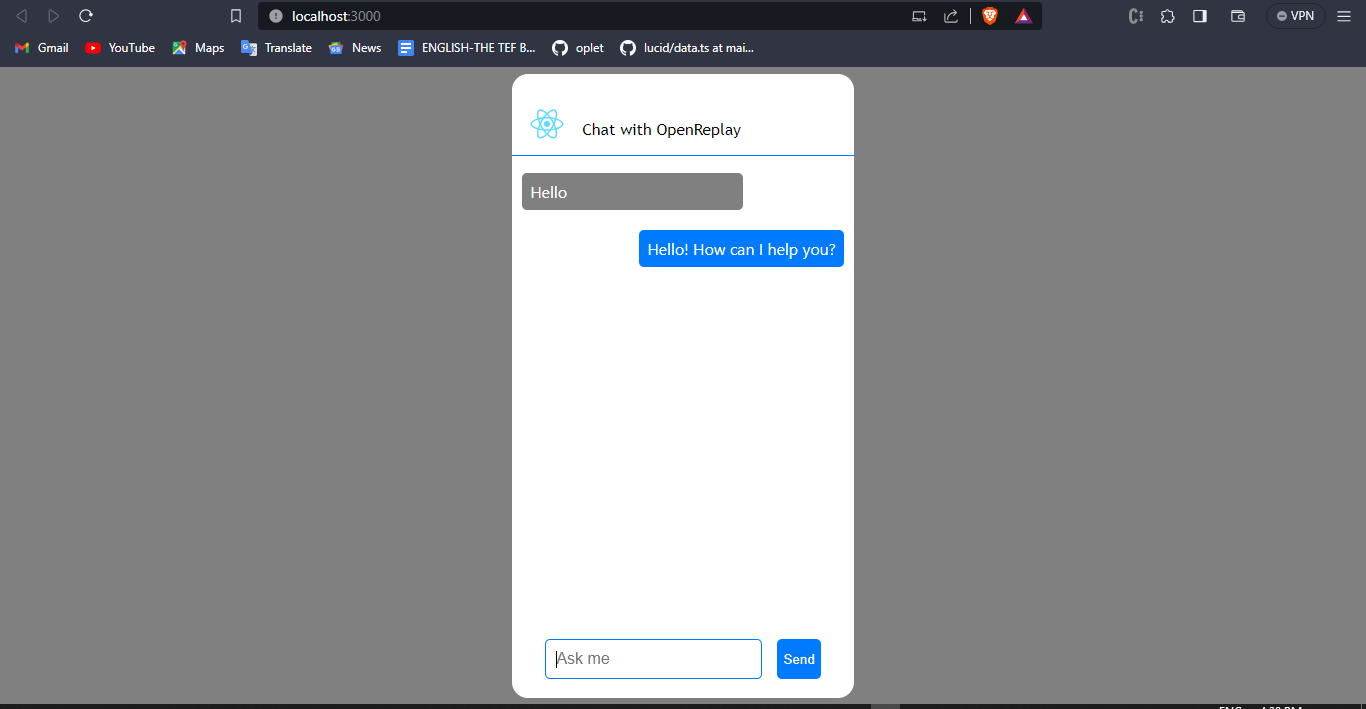 localhost:3000
VPN
Gmail YouTube Maps Translate News ENGLISH-THE TEF B... oplet lucid/data.ts at mai...
Chat with OpenReplay
Hello
Hello! How can I help you?
Ask me Send